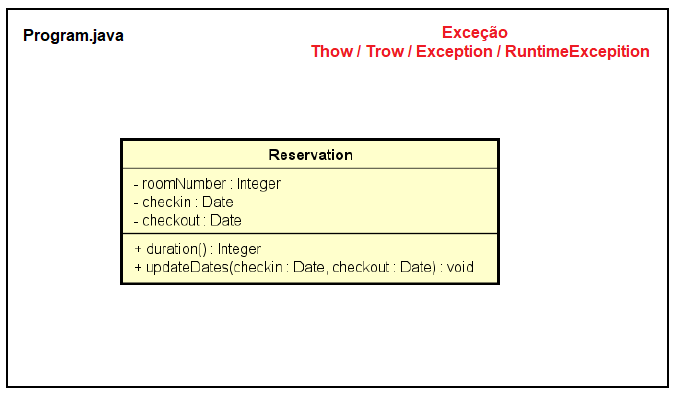 Program.java
Exceção
Thow / Trow / Exception / RuntimeExcepition
Reservation
- roomNumber : Integer
- checkin : Date
- checkout : Date
+ duration() : Integer
+ updateDates(checkin : Date, checkout : Date) : void